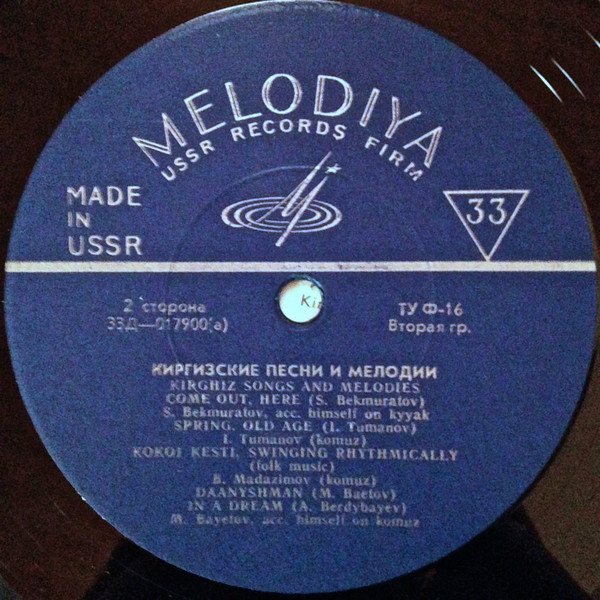 MELODIYA
USSR RECORDS FIRM
MADE
IN
USSR
33
2 сторона
33Д—017900(а)
ТУ Ф-16
Вторая гр.
Kir
КИРГИЗСКИЕ ПЕСНИ И МЕЛОДИИ
KIRGHIZ SONGS AND MELODIES
COME OUT, HERE (S. Bekmuratov)
S. Bekmuratov, acc. himself on kyyak
SPRING, OLD AGE (I. Tumanov)
I. Tumanov (komuz)
KOKOJ KESTI, SWINGING RHYTHMICALLY
(folk music)
B. Madazimov (komuz)
DAANYSHMAN (M. Baetov)
IN A DREAM (A. Berdybayev)
M. Bayetov, acc. himself on komuz